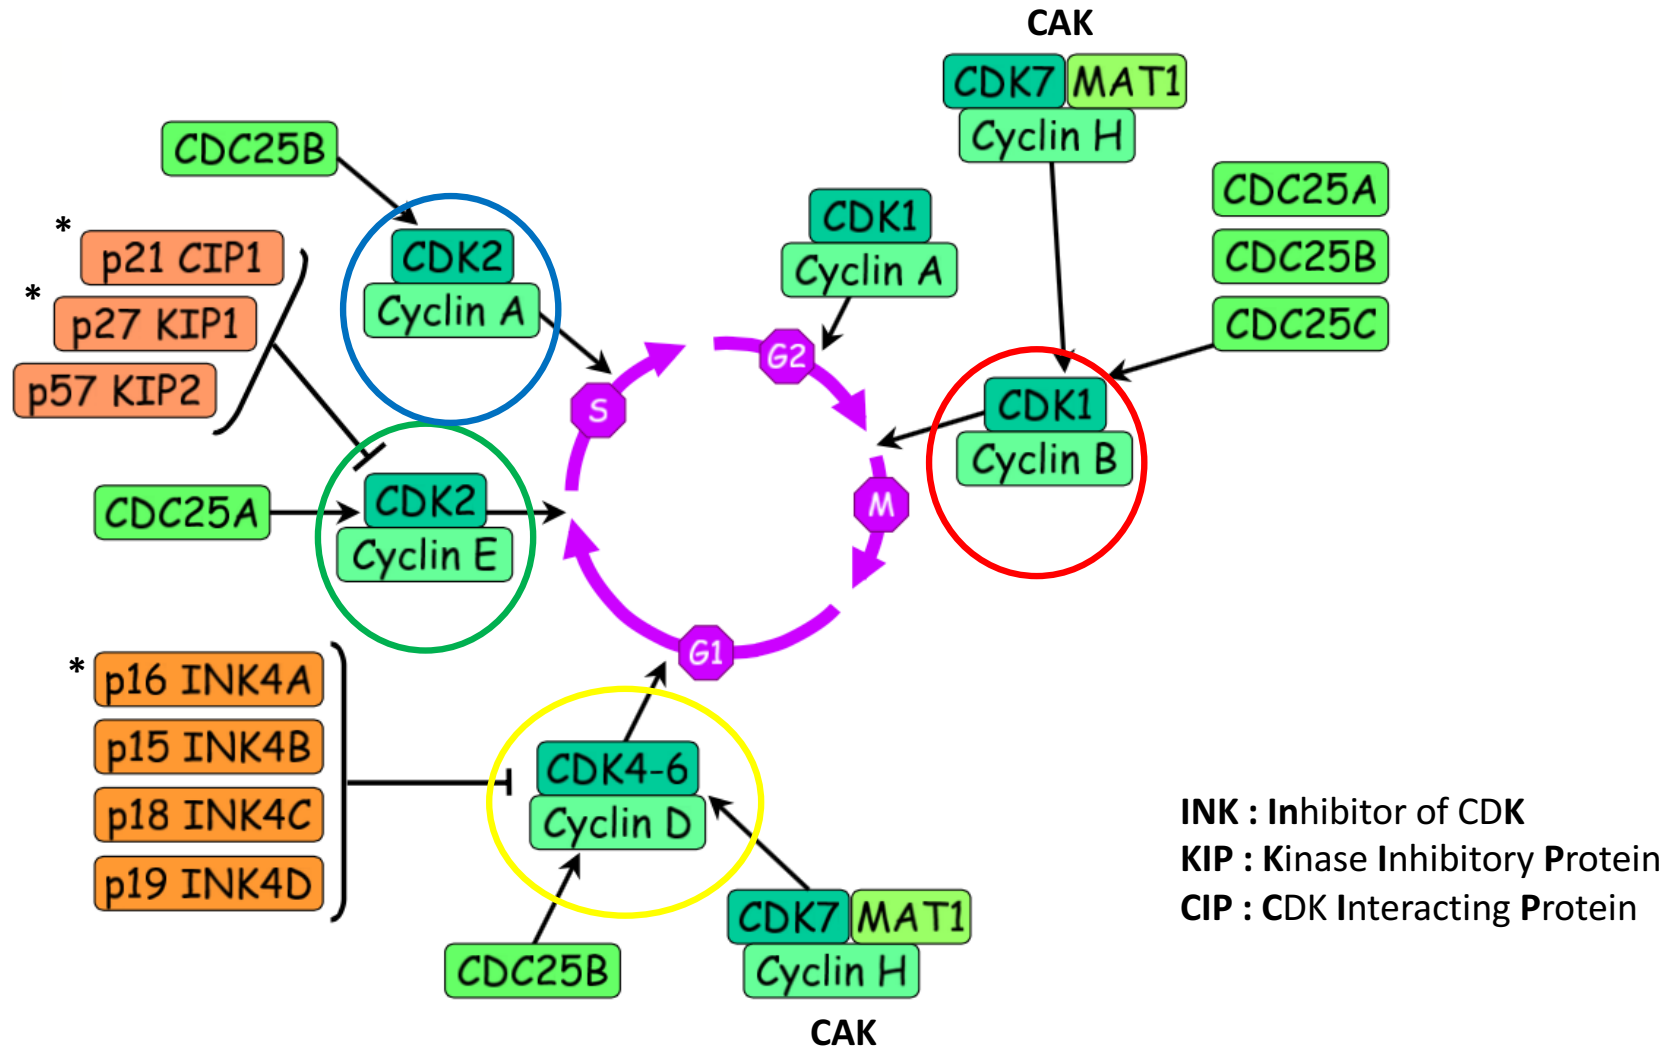 CAK
CDK7 MAT1
Cyclin H
CDC25B
CDC25A
CDK1
Cyclin A
* p21 CIP1
CDK2
Cyclin A
CDC25B
* p27 KIP1
CDC25C
p57 KIP2
G2
S
CDK1
Cyclin B
CDC25A
CDK2
Cyclin E
M
G1
* p16 INK4A
p15 INK4B
p18 INK4C
p19 INK4D
CDK4-6
Cyclin D
INK : Inhibitor of CDK
KIP : Kinase Inhibitory Protein
CIP : CDK Interacting Protein
CDC25B
CDK7 MAT1
Cyclin H
CAK